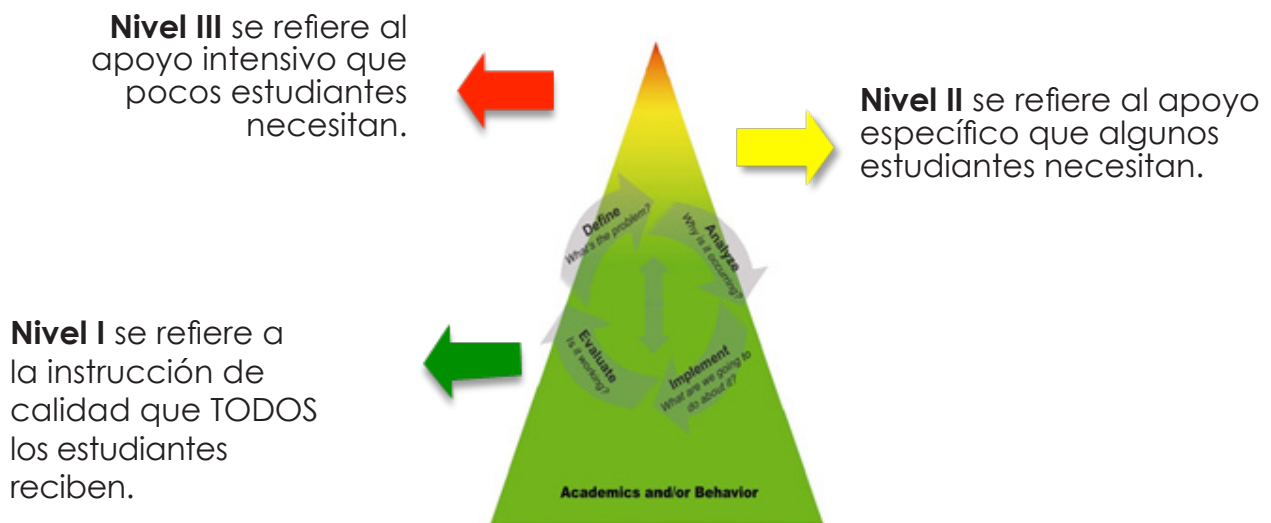 Nivel III se refiere al
apoyo intensivo que
pocos estudiantes
necesitan.
Nivel II se refiere al apoyo
específico que algunos
estudiantes necesitan.
Define
What's the problem?
Analyze
Why is it occurring?
Implement
What are we going to
do about it?
Evaluate
Is it working?
Nivel I se refiere a
la instrucción de
calidad que TODOS
los estudiantes
reciben.
Academics and/or Behavior